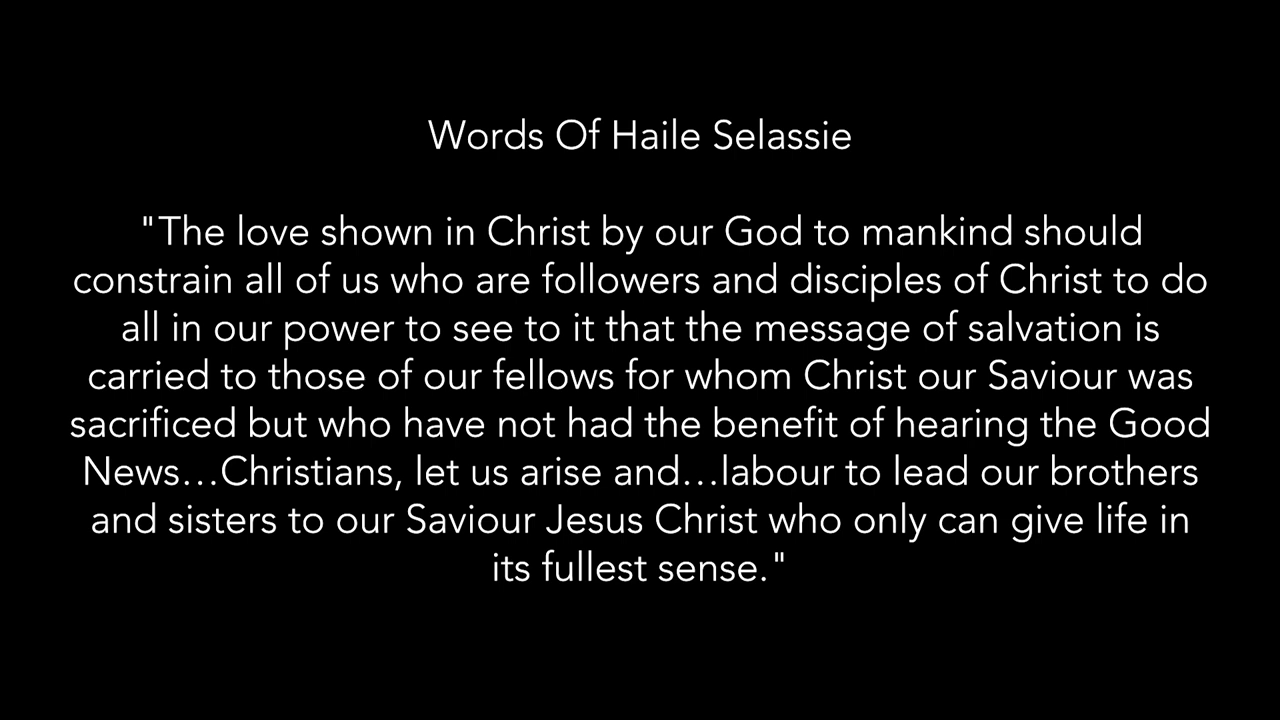 Words Of Haile Selassie
"The love shown in Christ by our God to mankind should
constrain all of us who are followers and disciples of Christ to do
all in our power to see to it that the message of salvation is
carried to those of our fellows for whom Christ our Saviour was
sacrificed but who have not had the benefit of hearing the Good
News…Christians, let us arise and…labour to lead our brothers
and sisters to our Saviour Jesus Christ who only can give life in
its fullest sense."